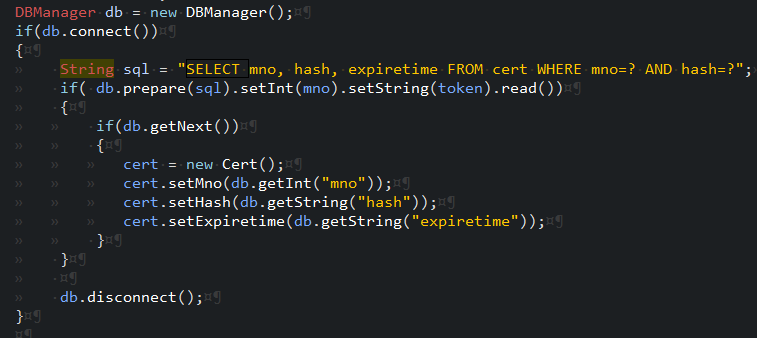 DBManager db = new DBManager();
if(db.connect())
{
String sql = "SELECT mno, hash, expiretime FROM cert WHERE mno=? AND hash=?";
if( db.prepare(sql).setInt(mno).setString(token).read())
{
if(db.getNext())
{
cert = new Cert();
cert.setMno(db.getInt("mno"));
cert.setHash(db.getString("hash"));
cert.setExpiretime(db.getString("expiretime"));
}
}
db.disconnect();
}